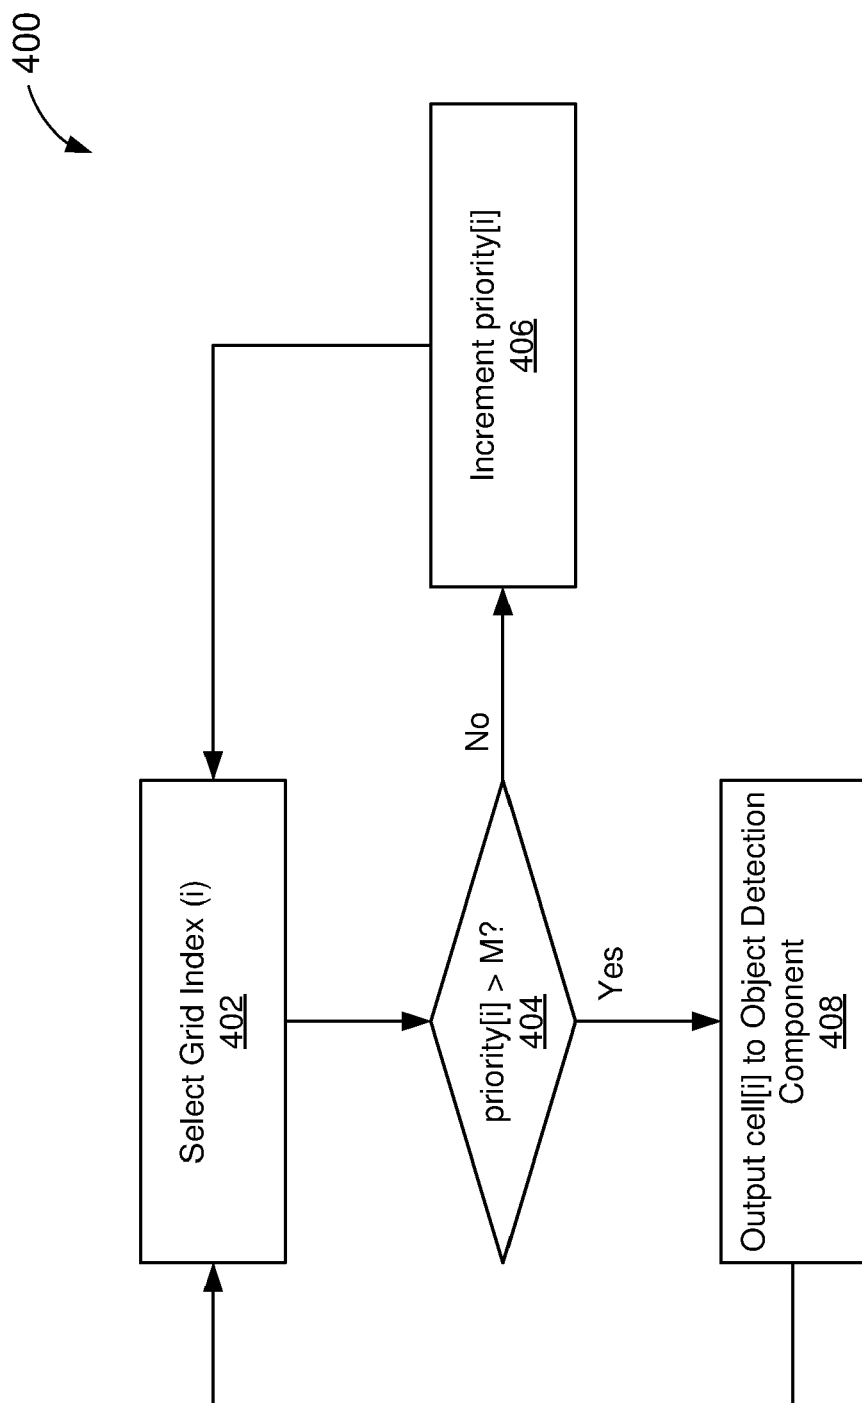 400
Select Grid Index (i)
402
priority[i] > M?
404
No
Increment priority[i]
406
Yes
Output cell[i] to Object Detection
Component
408